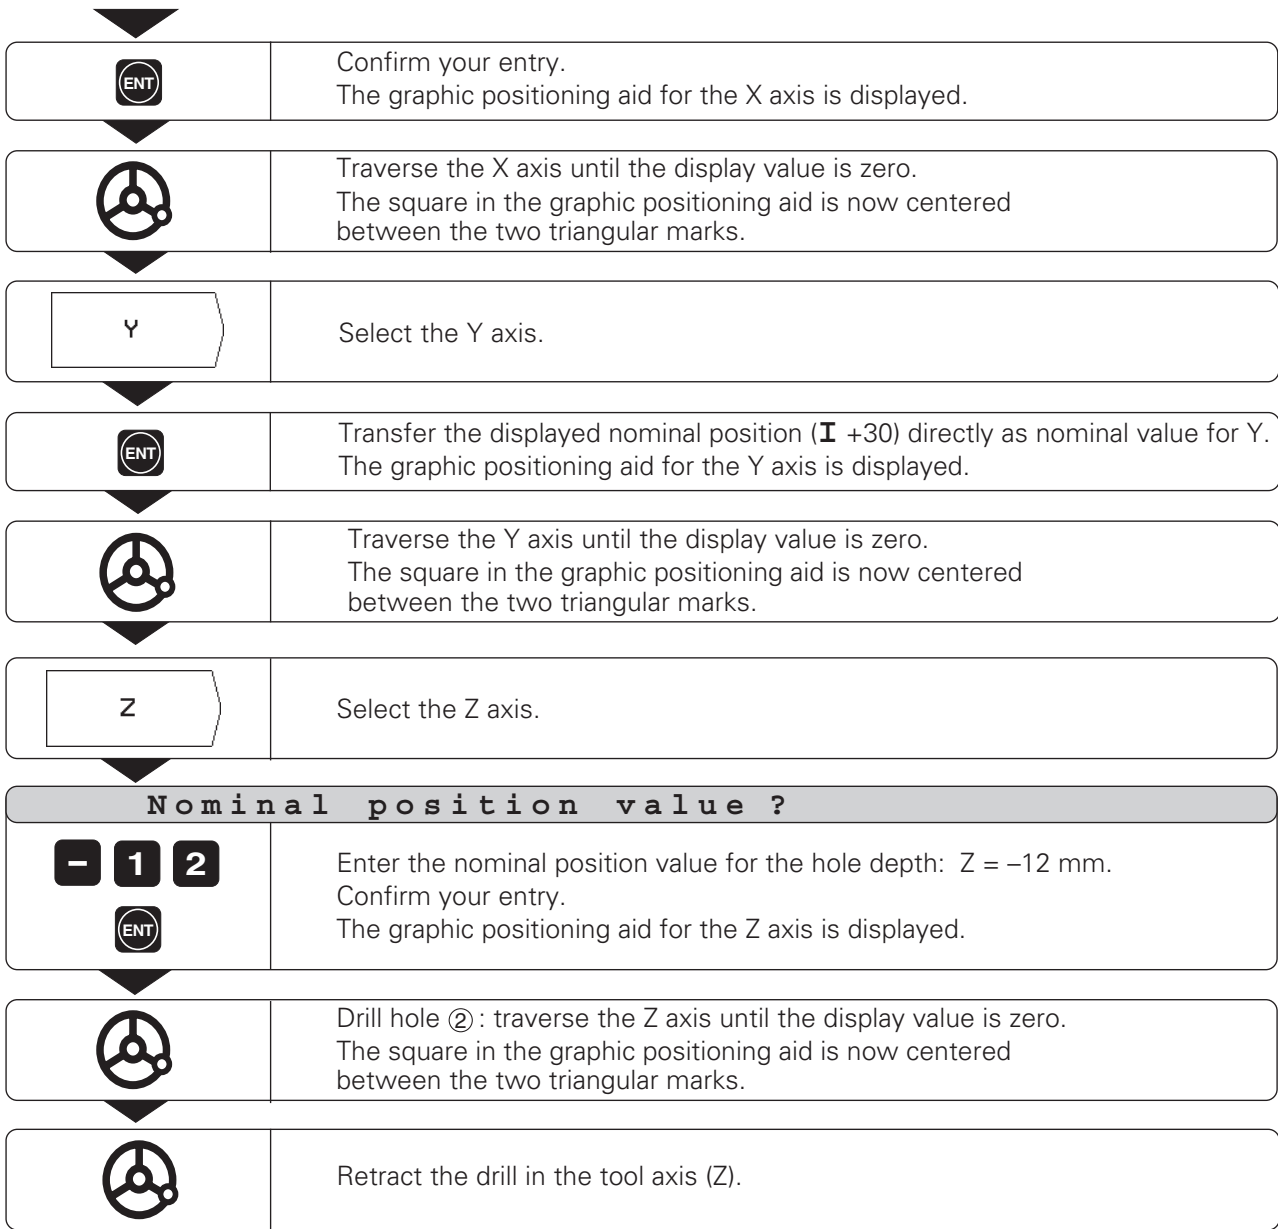 ENT
Confirm your entry.
The graphic positioning aid for the X axis is displayed.
Traverse the X axis until the display value is zero.
The square in the graphic positioning aid is now centered
between the two triangular marks.
Y
Select the Y axis.
ENT
Transfer the displayed nominal position (I +30) directly as nominal value for Y.
The graphic positioning aid for the Y axis is displayed.
Traverse the Y axis until the display value is zero.
The square in the graphic positioning aid is now centered
between the two triangular marks.
Z
Select the Z axis.
Nominal position value ?
- 1 2
Enter the nominal position value for the hole depth: Z = –12 mm.
Confirm your entry.
ENT
The graphic positioning aid for the Z axis is displayed.
Drill hole ② : traverse the Z axis until the display value is zero.
The square in the graphic positioning aid is now centered
between the two triangular marks.
Retract the drill in the tool axis (Z).